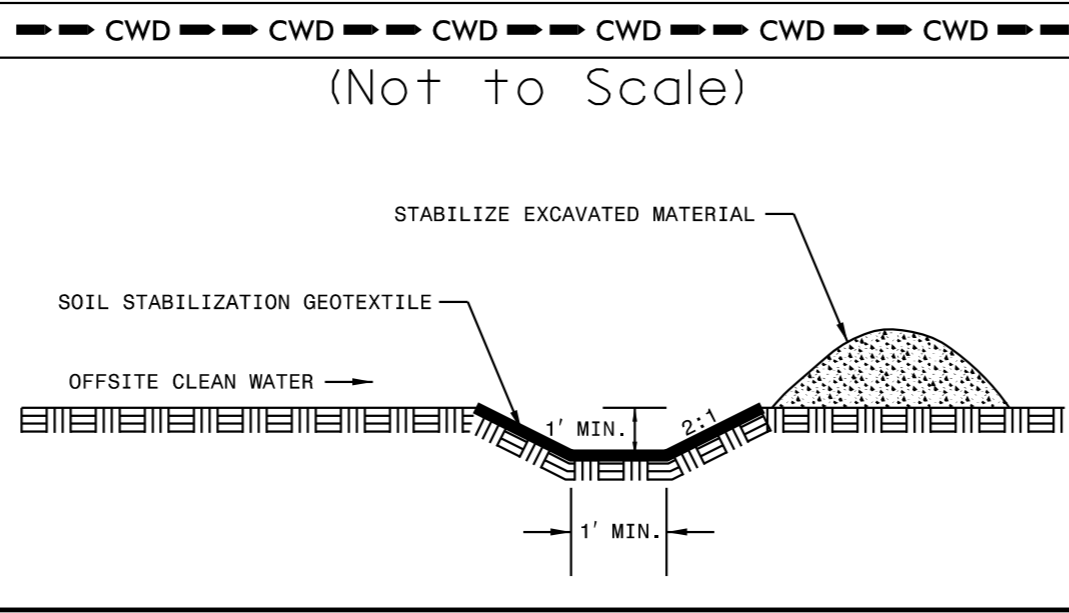 CWD CWD CWD CWD CWD CWD
(Not to Scale)
STABILIZE EXCAVATED MATERIAL
SOIL STABILIZATION GEOTEXTILE
OFFSITE CLEAN WATER
1' MIN.
2:1
1' MIN.